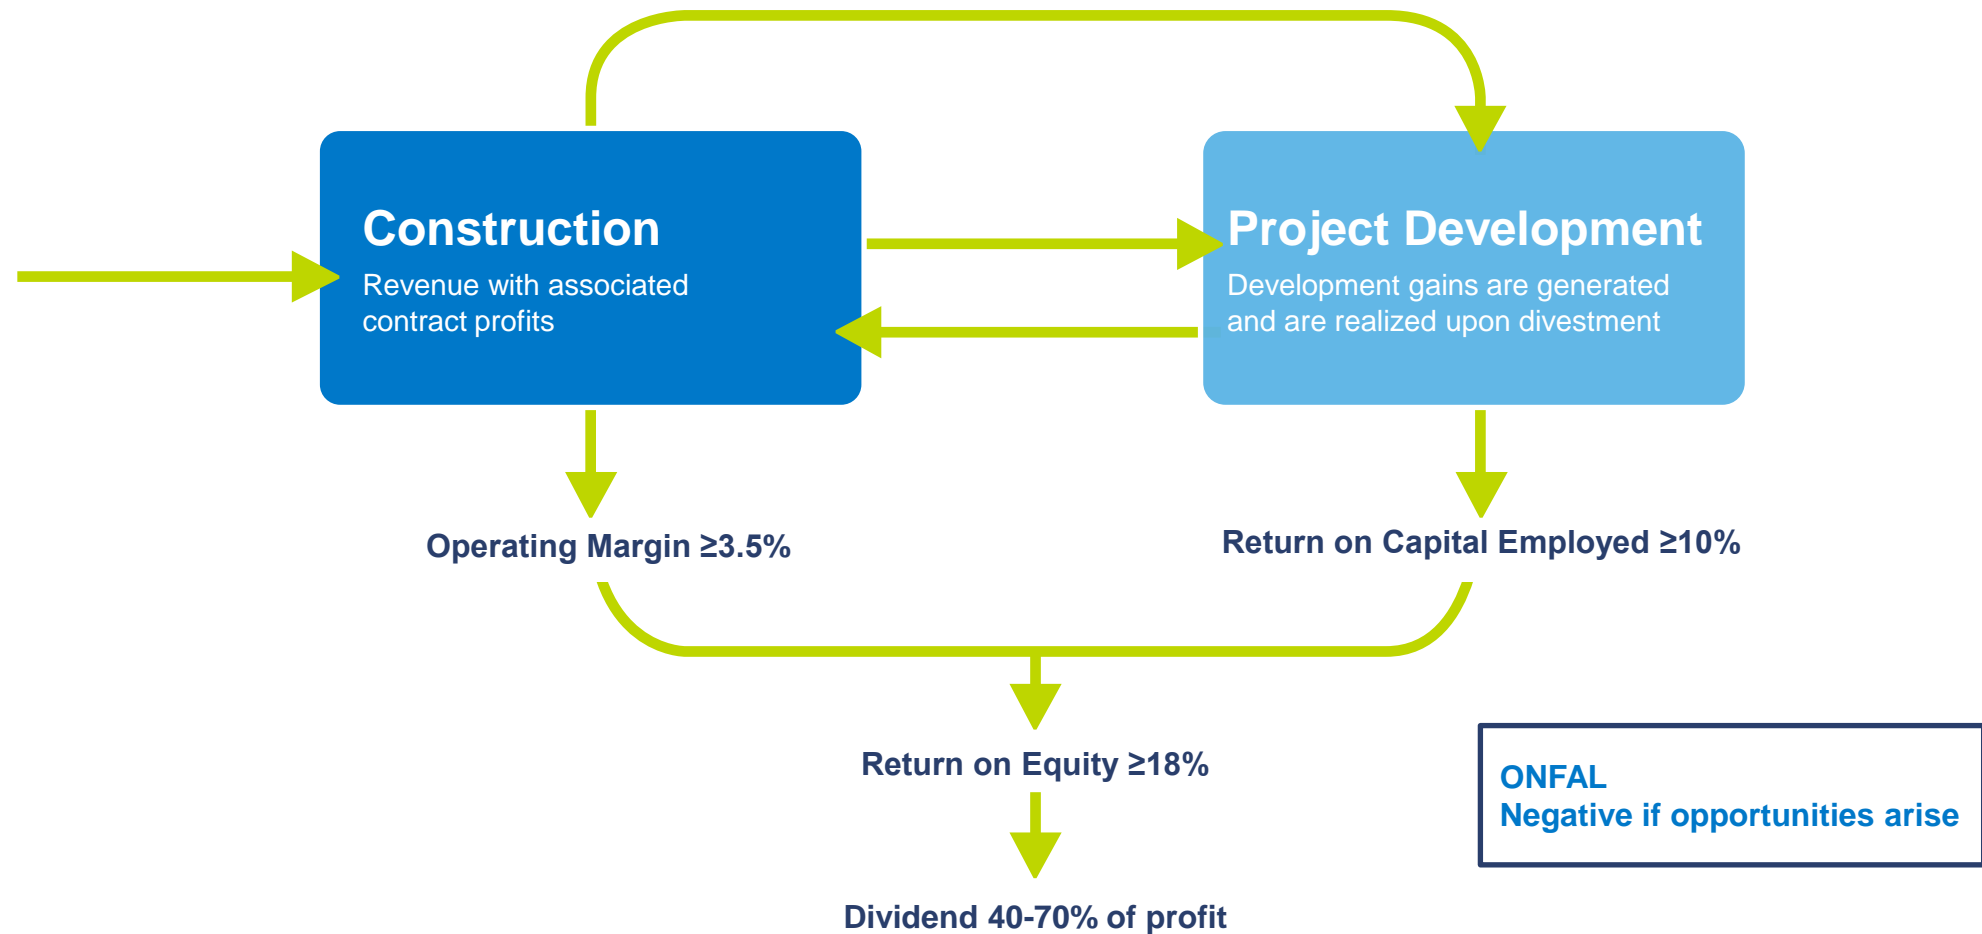 Construction
Revenue with associated
contract profits
Project Development
Development gains are generated
and are realized upon divestment
Operating Margin ≥3.5%
Return on Capital Employed ≥10%
Return on Equity ≥18%
ONFAL
Negative if opportunities arise
Dividend 40-70% of profit